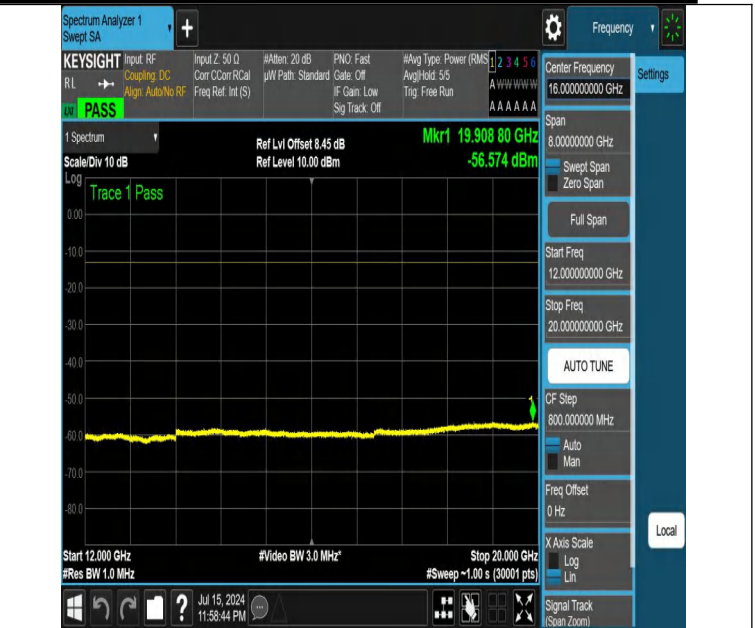 Spectrum Analyzer 1
Swept SA
Frequency
KEYSIGHT
RL
PASS
Input: RF
Coupling: DC
Align: Auto/No RF
Input Z: 50 Ω
Corr CCorr RCal
Freq Ref: Int (S)
#Atten: 20 dB
µW Path: Standard
PNO: Fast
Gate: Off
IF Gain: Low
Sig Track: Off
#Avg Type: Power (RMS
Avg|Hold: 5/5
Trig: Free Run
1 2 3 4 5 6
A W W W W W
A A A A A A
1 Spectrum
Scale/Div 10 dB
Ref Lvl Offset 8.45 dB
Ref Level 10.00 dBm
Mkr1 19.908 80 GHz
-56.574 dBm
Log
Trace 1 Pass
0.00
-10.0
-20.0
-30.0
-40.0
-50.0
-60.0
-70.0
-80.0
1
Start 12.000 GHz
#Res BW 1.0 MHz
#Video BW 3.0 MHz*
Stop 20.000 GHz
#Sweep ~1.00 s (30001 pts)
Jul 15, 2024
11:58:44 PM
?
Center Frequency
16.000000000 GHz
Settings
Span
8.00000000 GHz
Swept Span
Zero Span
Full Span
Start Freq
12.000000000 GHz
Stop Freq
20.000000000 GHz
AUTO TUNE
CF Step
800.000000 MHz
Auto
Man
Freq Offset
0 Hz
X Axis Scale
Log
Lin
Local
Signal Track
(Span Zoom)